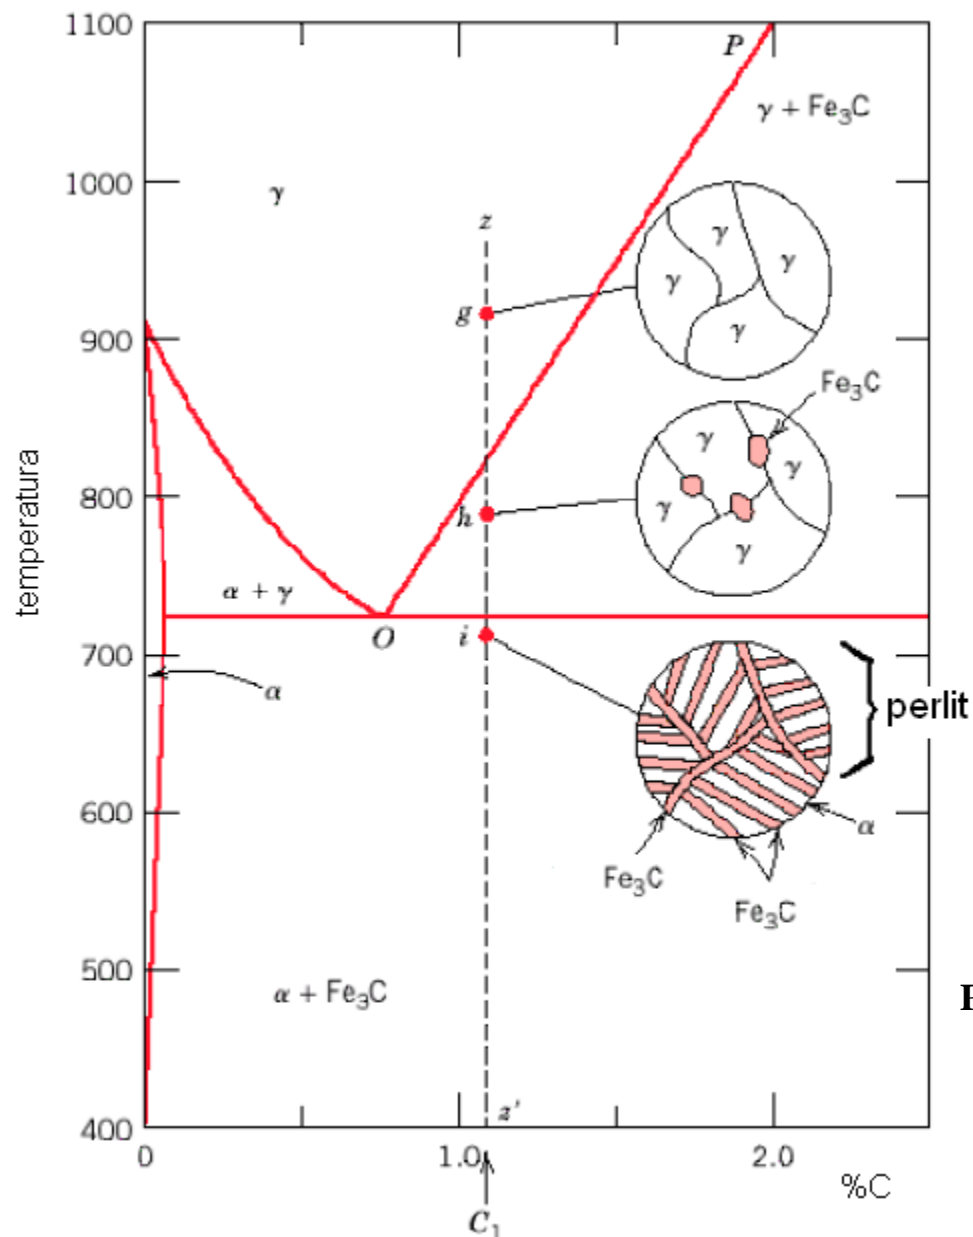 1100
P
γ + Fe₃C
1000
γ
z
γ
γ
γ
g
γ
900
Fe₃C
γ
γ
800
h
γ
γ
temperatura
α + γ
O
i
700
α
perlit
600
α
Fe₃C
Fe₃C
500
α + Fe₃C
P
z'
400
0
1.0
2.0
%C
C₁